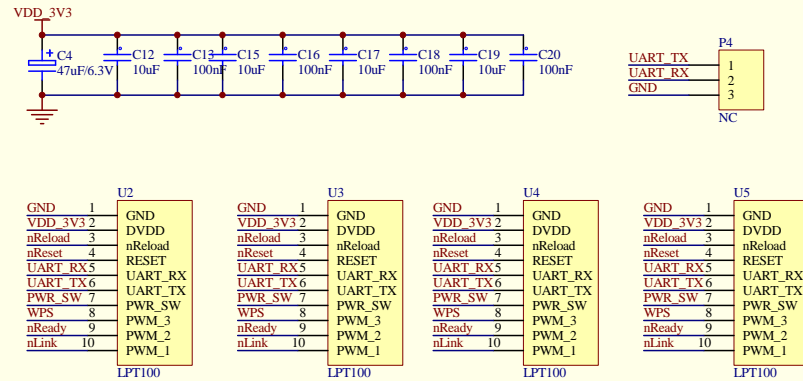 VDD_3V3
C4
47uF/6.3V
C12
10uF
C13
100nF
C15
10uF
C16
100nF
C17
10uF
C18
100nF
C19
10uF
C20
100nF
P4
UART_TX 1
UART_RX 2
GND 3
NC
U2
GND 1 GND
VDD_3V3 2 DVDD
nReload 3 nReload
nReset 4 RESET
UART_RX 5 UART_RX
UART_TX 6 UART_TX
PWR_SW 7 PWR_SW
WPS 8 PWM_3
nReady 9 PWM_2
nLink 10 PWM_1
LPT100
U3
GND 1 GND
VDD_3V3 2 DVDD
nReload 3 nReload
nReset 4 RESET
UART_RX 5 UART_RX
UART_TX 6 UART_TX
PWR_SW 7 PWR_SW
WPS 8 PWM_3
nReady 9 PWM_2
nLink 10 PWM_1
LPT100
U4
GND 1 GND
VDD_3V3 2 DVDD
nReload 3 nReload
nReset 4 RESET
UART_RX 5 UART_RX
UART_TX 6 UART_TX
PWR_SW 7 PWR_SW
WPS 8 PWM_3
nReady 9 PWM_2
nLink 10 PWM_1
LPT100
U5
GND 1 GND
VDD_3V3 2 DVDD
nReload 3 nReload
nReset 4 RESET
UART_RX 5 UART_RX
UART_TX 6 UART_TX
PWR_SW 7 PWR_SW
WPS 8 PWM_3
nReady 9 PWM_2
nLink 10 PWM_1
LPT100